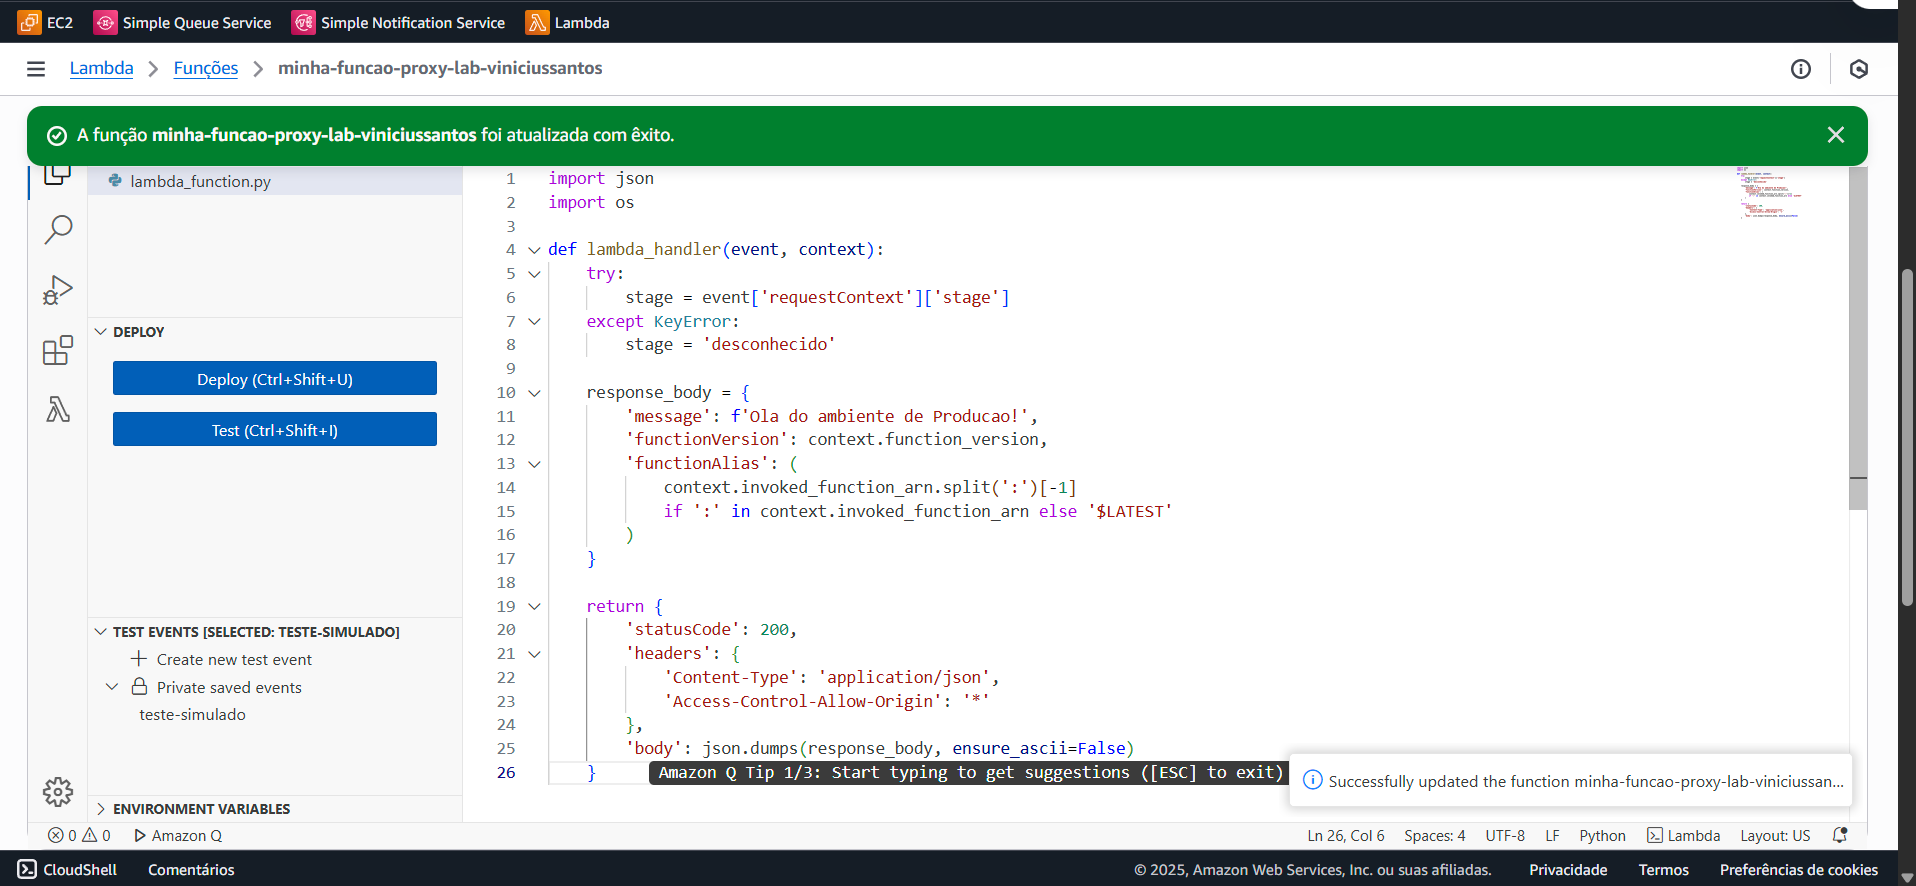 EC2 Simple Queue Service Simple Notification Service Lambda
Lambda Funções minha-funcao-proxy-lab-viniciussantos
A função minha-funcao-proxy-lab-viniciussantos foi atualizada com êxito.
lambda_function.py
DEPLOY
Deploy (Ctrl+Shift+U)
Test (Ctrl+Shift+I)
TEST EVENTS [SELECTED: TESTE-SIMULADO]
Create new test event
Private saved events
teste-simulado
ENVIRONMENT VARIABLES
1 import json
2 import os
3
4 def lambda_handler(event, context):
5 try:
6 stage = event['requestContext']['stage']
7 except KeyError:
8 stage = 'desconhecido'
9
10 response_body = {
11 'message': f'Ola do ambiente de Producao!',
12 'functionVersion': context.function_version,
13 'functionAlias': (
14 context.invoked_function_arn.split(':')[-1]
15 if ':' in context.invoked_function_arn else '$LATEST'
16 )
17 }
18
19 return {
20 'statusCode': 200,
21 'headers': {
22 'Content-Type': 'application/json',
23 'Access-Control-Allow-Origin': '*'
24 },
25 'body': json.dumps(response_body, ensure_ascii=False)
26 } Amazon Q Tip 1/3: Start typing to get suggestions ([ESC] to exit)
Successfully updated the function minha-funcao-proxy-lab-viniciussan...
0 0 Amazon Q Ln 26, Col 6 Spaces: 4 UTF-8 LF Python Lambda Layout: US
CloudShell Comentários © 2025, Amazon Web Services, Inc. ou suas afiliadas. Privacidade Termos Preferências de cookies